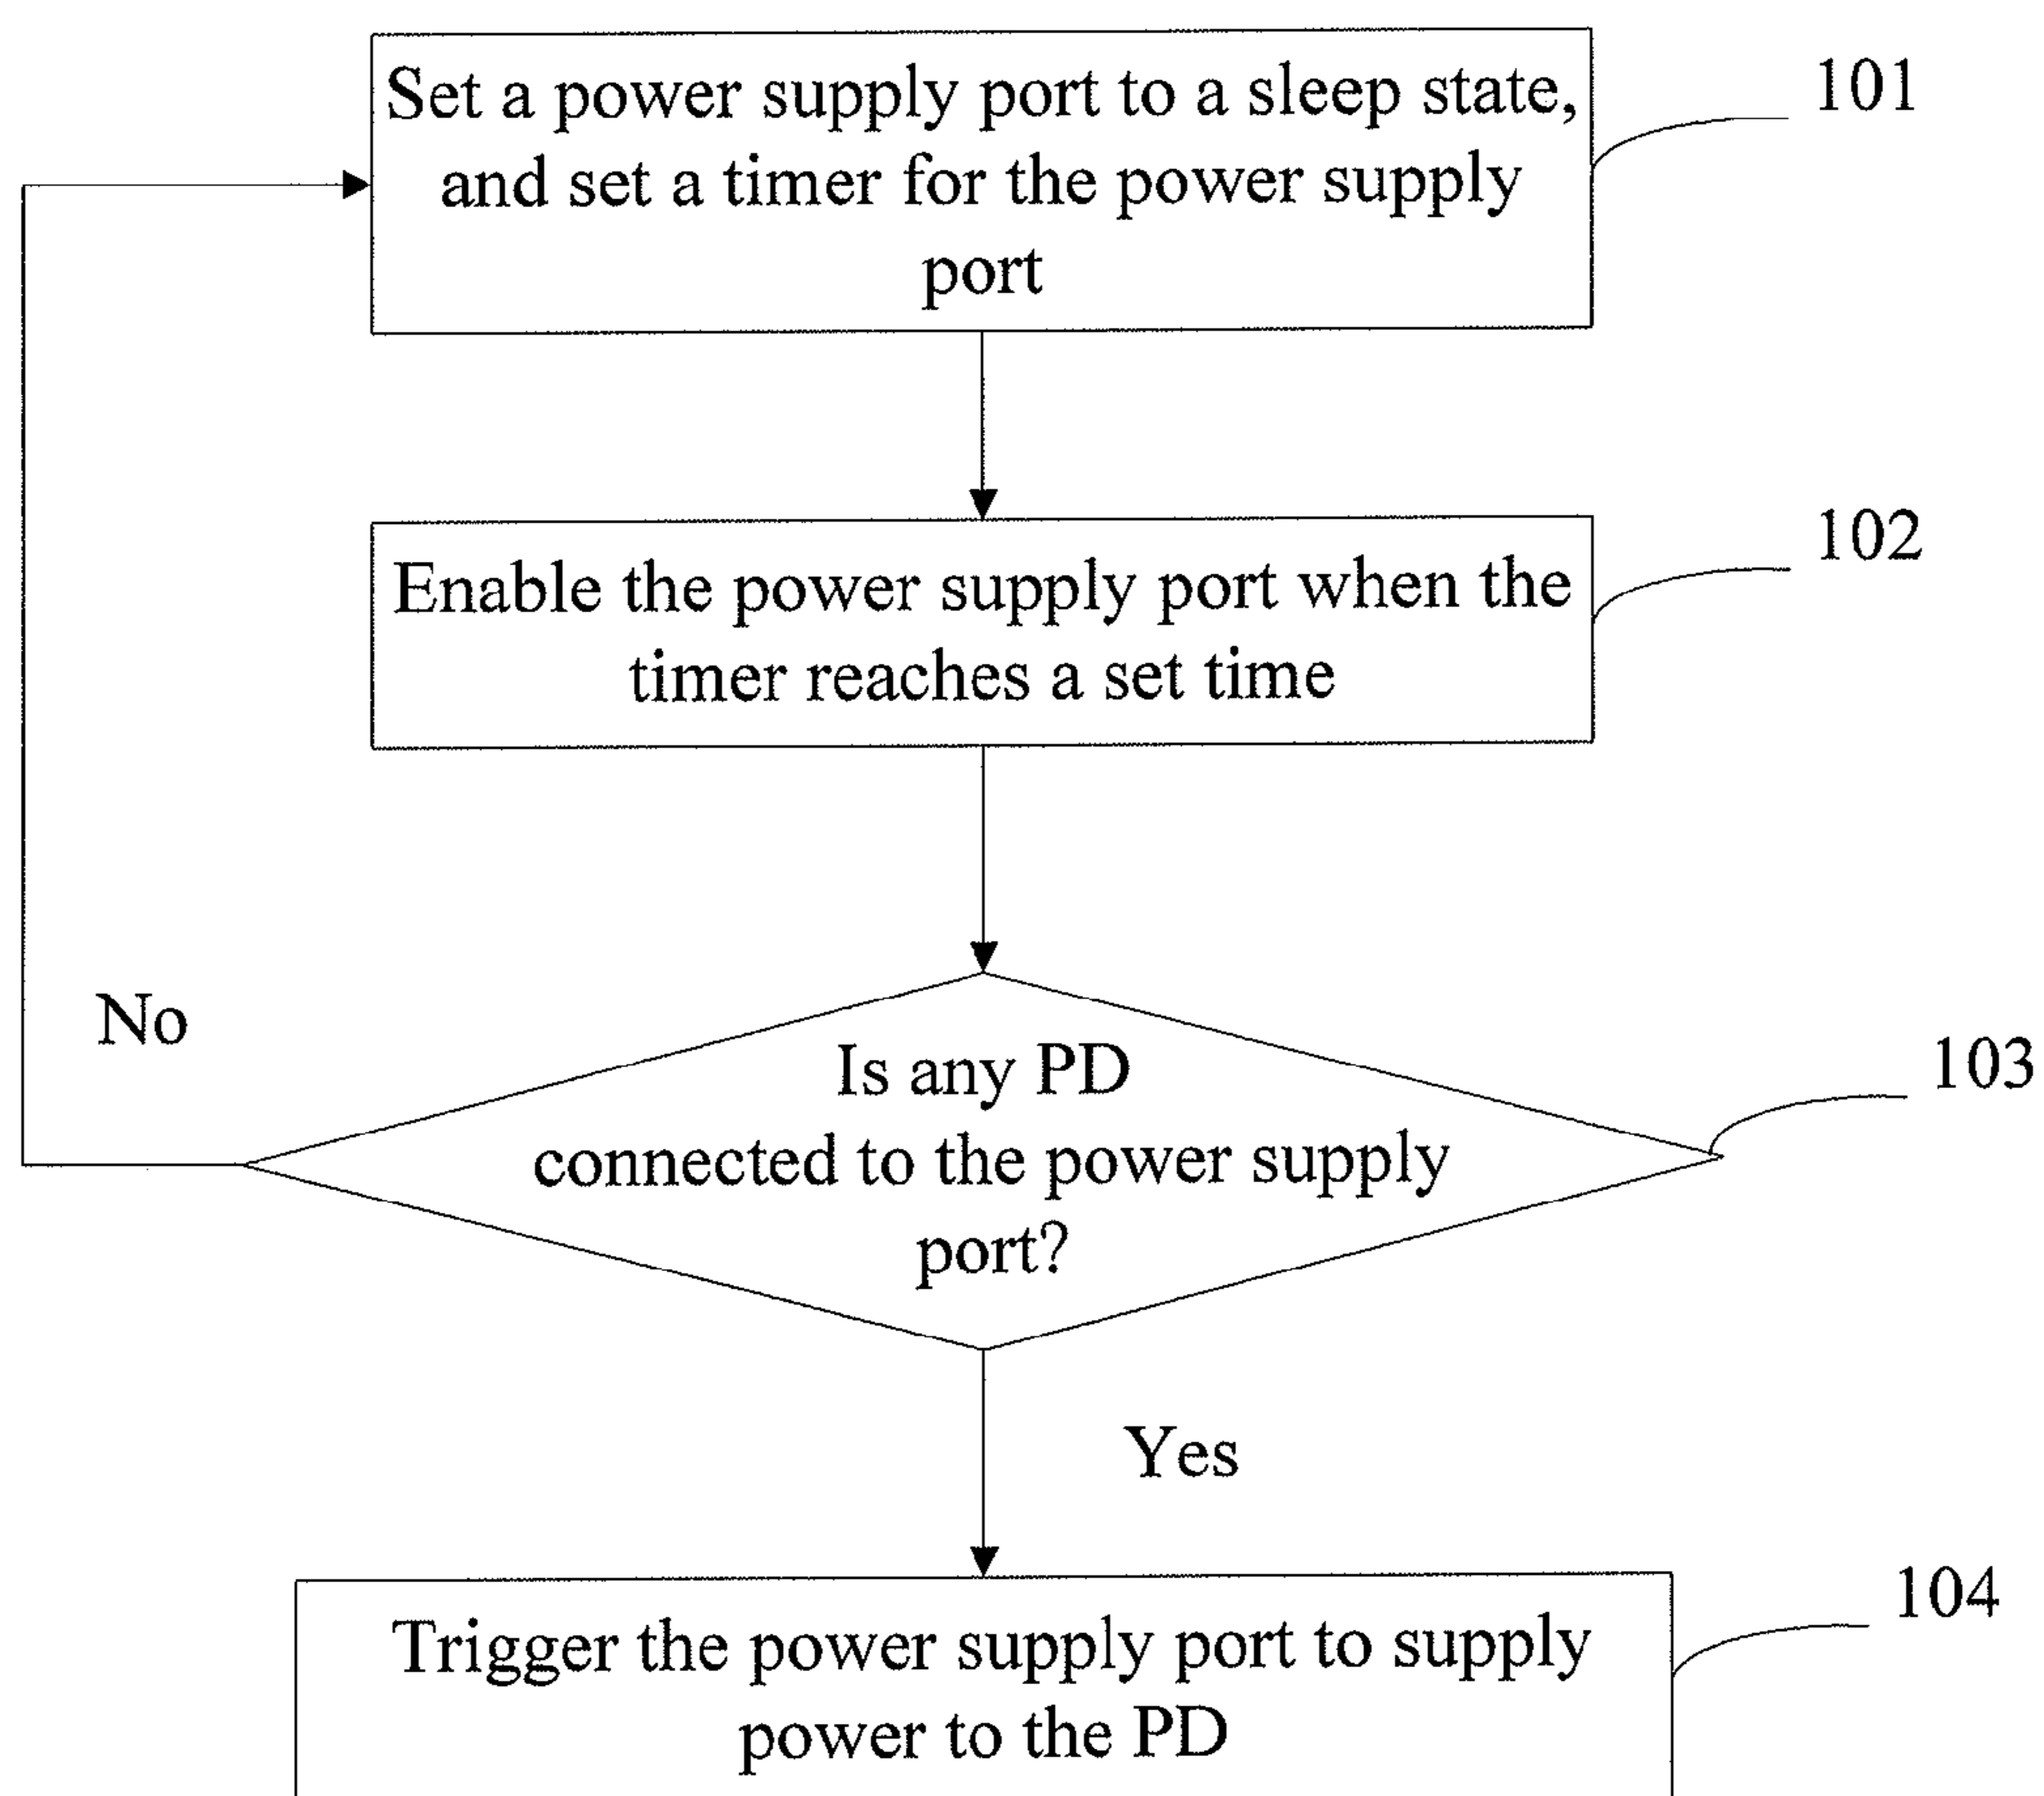 Set a power supply port to a sleep state,
and set a timer for the power supply
port
101
Enable the power supply port when the
timer reaches a set time
102
No
Is any PD
connected to the power supply
port?
103
Yes
Trigger the power supply port to supply
power to the PD
104